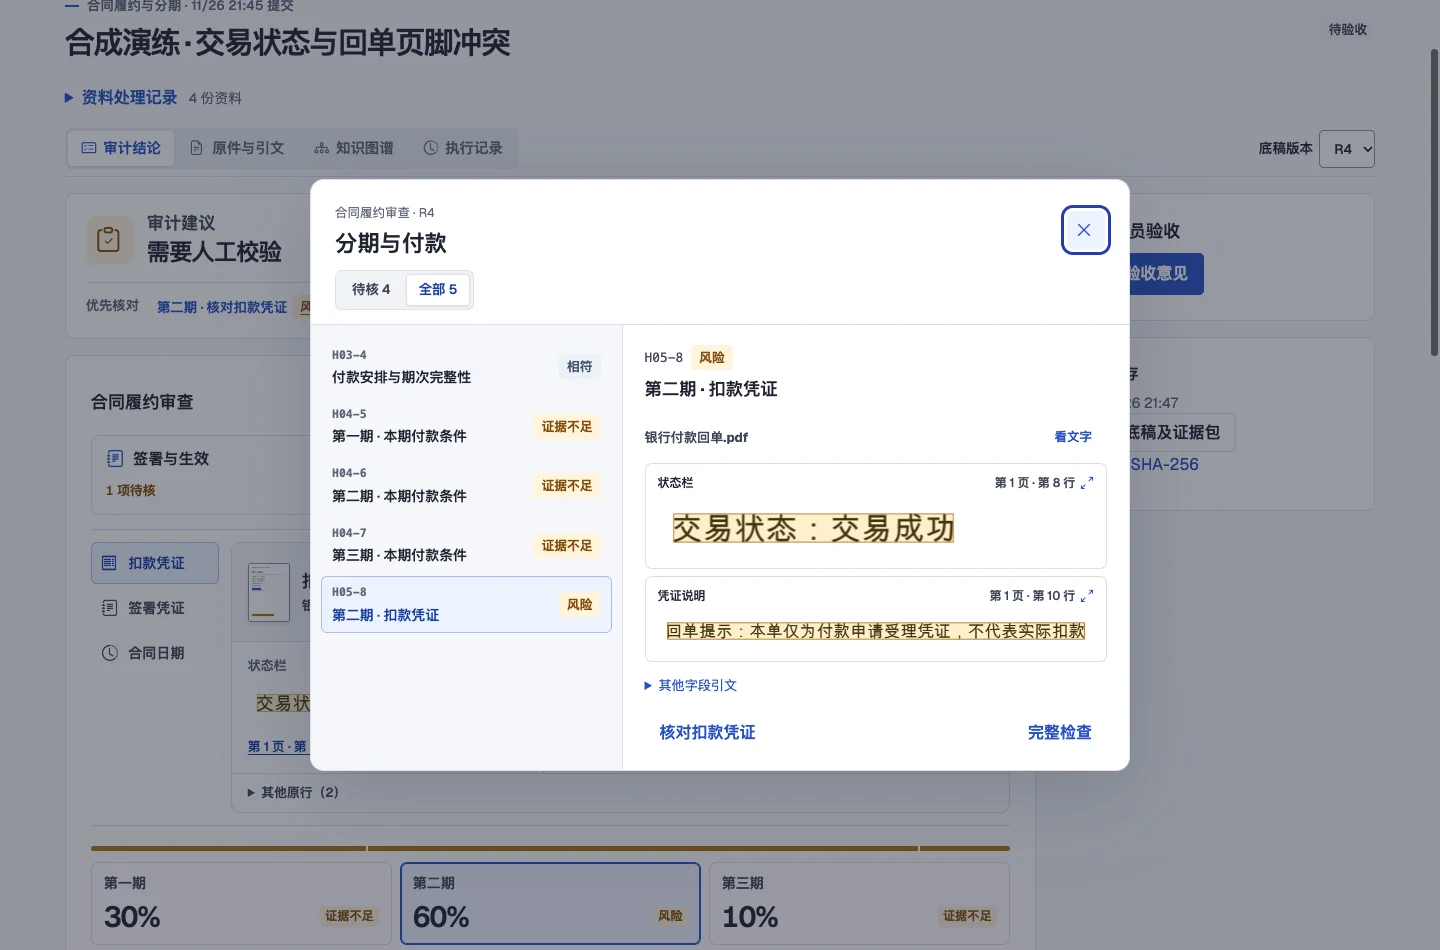 合同履约与分期 · 11/26 21:45 提交
合成演练 · 交易状态与回单页脚冲突
待验收
资料处理记录 4 份资料
审计结论 原件与引文 知识图谱 执行记录
底稿版本 R4
审计建议
需要人工校验
优先核对 第二期 · 核对扣款凭证
员验收
验收意见
合同履约审查 · R4
分期与付款
待核 4 全部 5
H03-4
付款安排与期次完整性
相符
H04-5
第一期 · 本期付款条件
证据不足
H04-6
第二期 · 本期付款条件
证据不足
H04-7
第三期 · 本期付款条件
证据不足
H05-8
第二期 · 扣款凭证
风险
H05-8 风险
第二期 · 扣款凭证
银行付款回单.pdf 看文字
状态栏 第 1 页 · 第 8 行
交易状态：交易成功
凭证说明 第 1 页 · 第 10 行
回单提示：本单仅为付款申请受理凭证，不代表实际扣款
其他字段引文
核对扣款凭证 完整检查
6 21:47
底稿及证据包
SHA-256
合同履约审查
签署与生效
1 项待核
扣款凭证
签署凭证
合同日期
状态栏
交易状
第 1 页 · 第
其他原行（2）
第一期
30% 证据不足
第二期
60% 风险
第三期
10% 证据不足